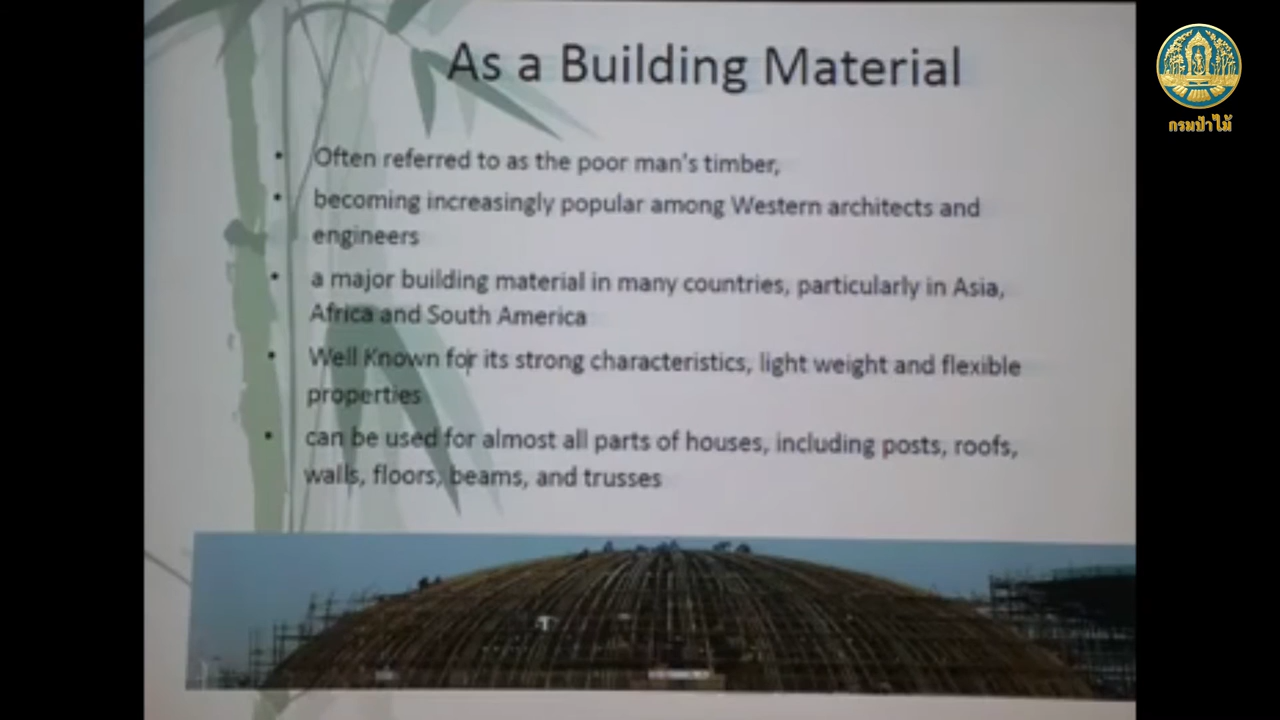 As a Building Material
กรมป่าไม้
• Often referred to as the poor man's timber,
• becoming increasingly popular among Western architects and
engineers
• a major building material in many countries, particularly in Asia,
Africa and South America
• Well Known for its strong characteristics, light weight and flexible
properties
• can be used for almost all parts of houses, including posts, roofs,
walls, floors, beams, and trusses